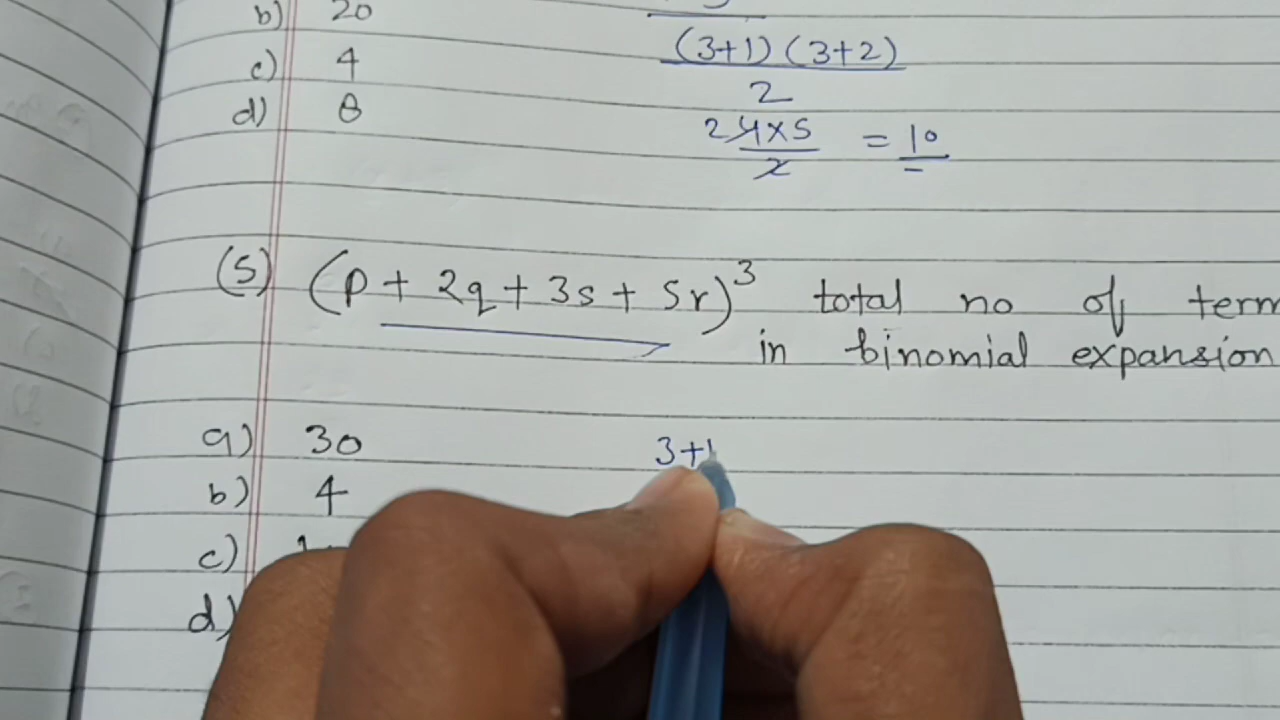 b) 20
c) 4
d) 8
(3+1) (3+2)
2
2 4×5 = 10
2
(5) (p + 2q + 3s + 5r)³ total no of term
in binomial expansion
a) 30
3+1
b) 4
c)
d)